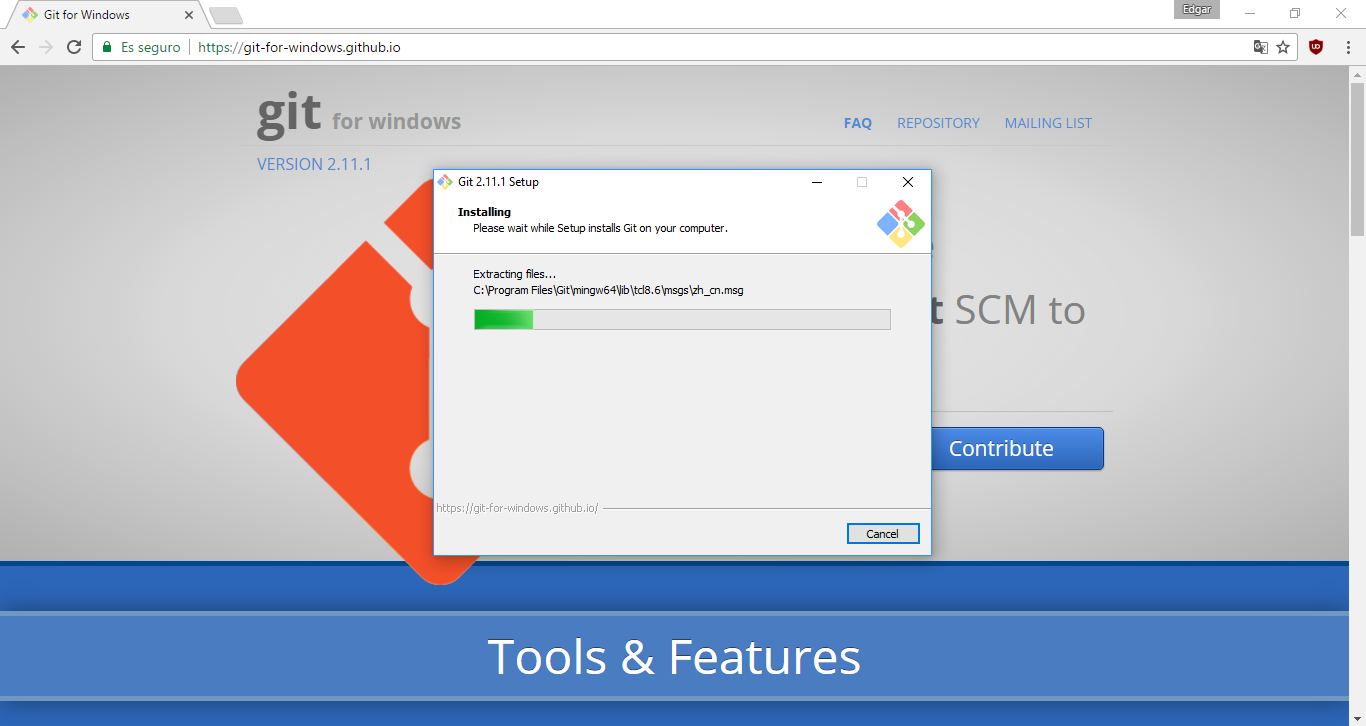 Git for Windows
Edgar
Es seguro
https://git-for-windows.github.io
git for windows
FAQ
REPOSITORY
MAILING LIST
VERSION 2.11.1
Git 2.11.1 Setup
Installing
Please wait while Setup installs Git on your computer.
Extracting files...
C:\Program Files\Git\mingw64\lib\tcl8.6\msgs\zh_cn.msg
SCM to
Contribute
https://git-for-windows.github.io/
Cancel
Tools & Features